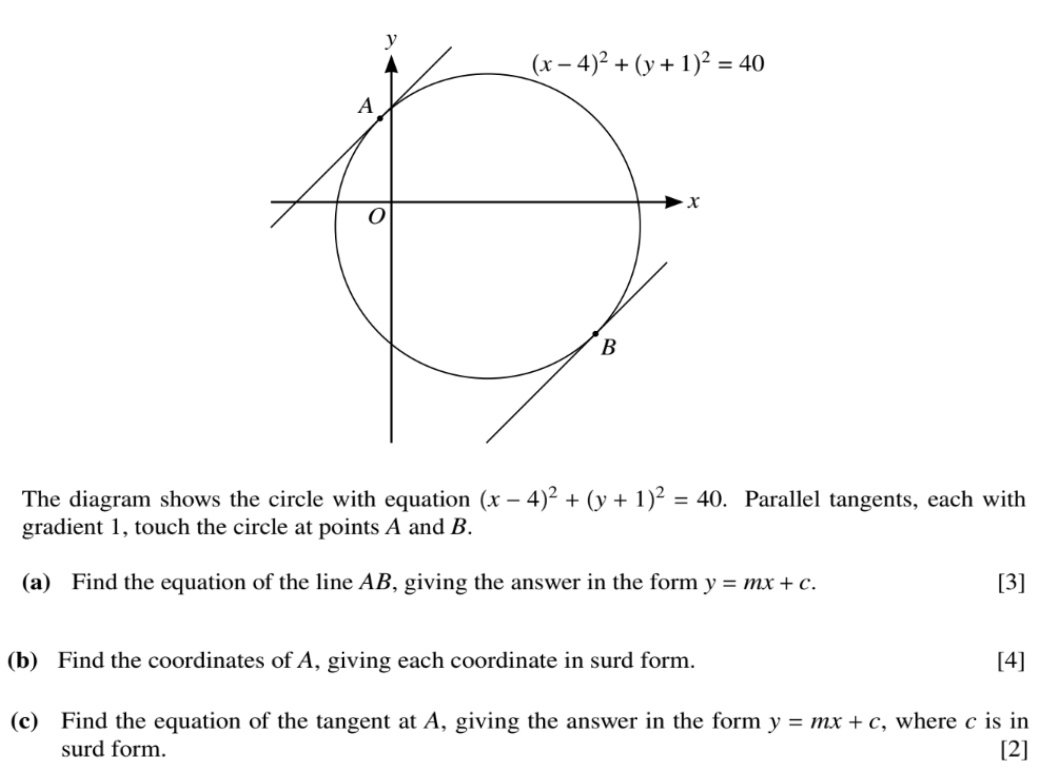 y
(x – 4)² + (y + 1)² = 40
A
x
O
B
The diagram shows the circle with equation (x – 4)² + (y + 1)² = 40. Parallel tangents, each with
gradient 1, touch the circle at points A and B.
(a) Find the equation of the line AB, giving the answer in the form y = mx + c. [3]
(b) Find the coordinates of A, giving each coordinate in surd form. [4]
(c) Find the equation of the tangent at A, giving the answer in the form y = mx + c, where c is in
surd form. [2]